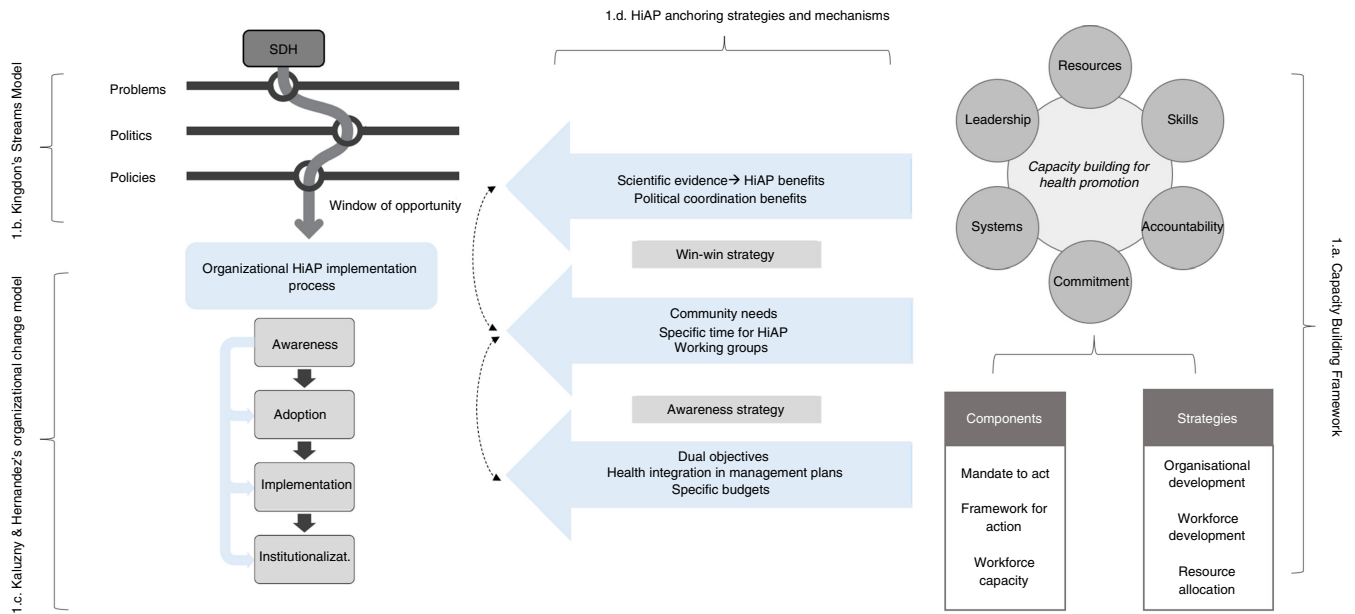 1.d. HiAP anchoring strategies and mechanisms
1.b. Kingdon's Streams Model
SDH
Problems
Politics
Policies
Window of opportunity
1.c. Kaluzny & Hernandez's organizational change model
Organizational HiAP implementation
process
Awareness
Adoption
Implementation
Institutionalizat.
Scientific evidence→ HiAP benefits
Political coordination benefits
Win-win strategy
Community needs
Specific time for HiAP
Working groups
Awareness strategy
Dual objectives
Health integration in management plans
Specific budgets
Resources
Leadership
Skills
Capacity building for
health promotion
Systems
Accountability
Commitment
1.a. Capacity Building Framework
Components
Mandate to act
Framework for
action
Workforce
capacity
Strategies
Organisational
development
Workforce
development
Resource
allocation